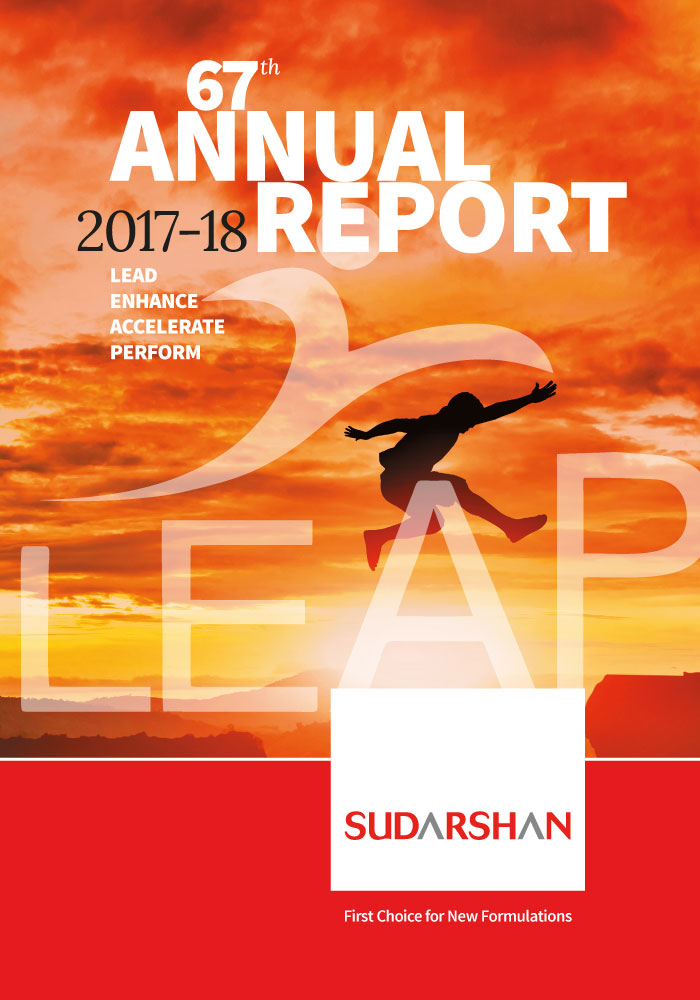 67th
ANNUAL
2017-18 REPORT
LEAD
ENHANCE
ACCELERATE
PERFORM
LEAP
SUDARSHAN
First Choice for New Formulations